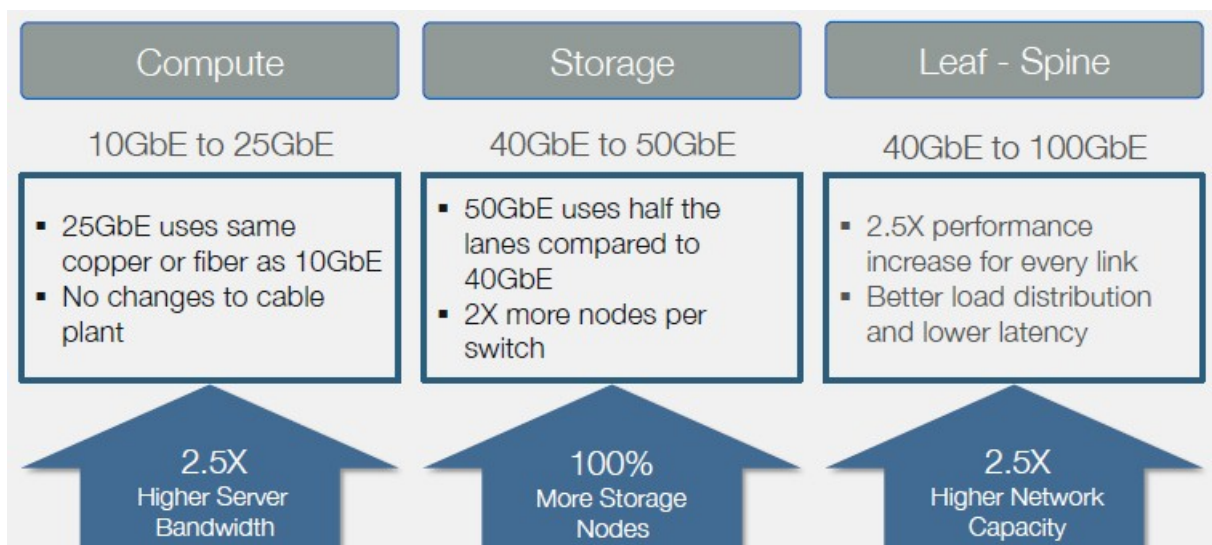 Compute
Storage
Leaf - Spine
10GbE to 25GbE
40GbE to 50GbE
40GbE to 100GbE
▪ 25GbE uses same
copper or fiber as 10GbE
▪ No changes to cable
plant
▪ 50GbE uses half the
lanes compared to
40GbE
▪ 2X more nodes per
switch
▪ 2.5X performance
increase for every link
▪ Better load distribution
and lower latency
2.5X
Higher Server
Bandwidth
100%
More Storage
Nodes
2.5X
Higher Network
Capacity